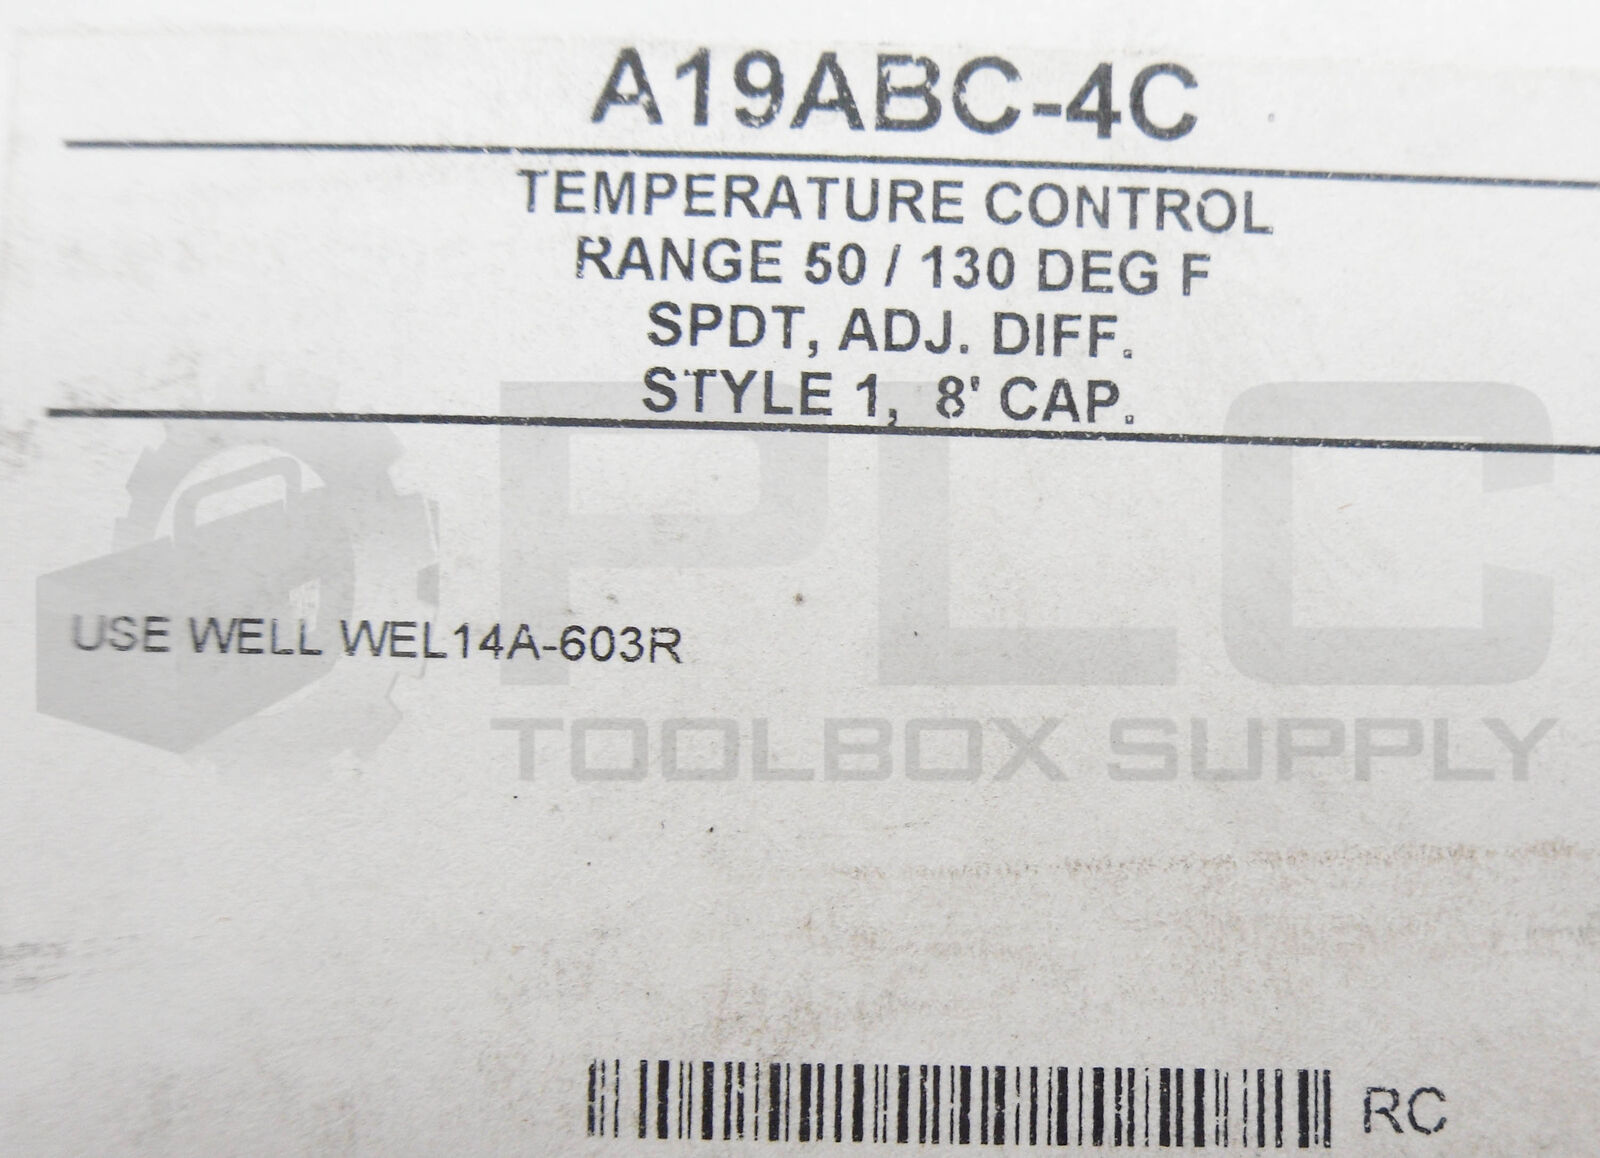 A19ABC-4C
TEMPERATURE CONTROL
RANGE 50 / 130 DEG F
SPDT, ADJ. DIFF.
STYLE 1, 8' CAP.
PLC
USE WELL WEL14A-603R
TOOLBOX SUPPLY
RC